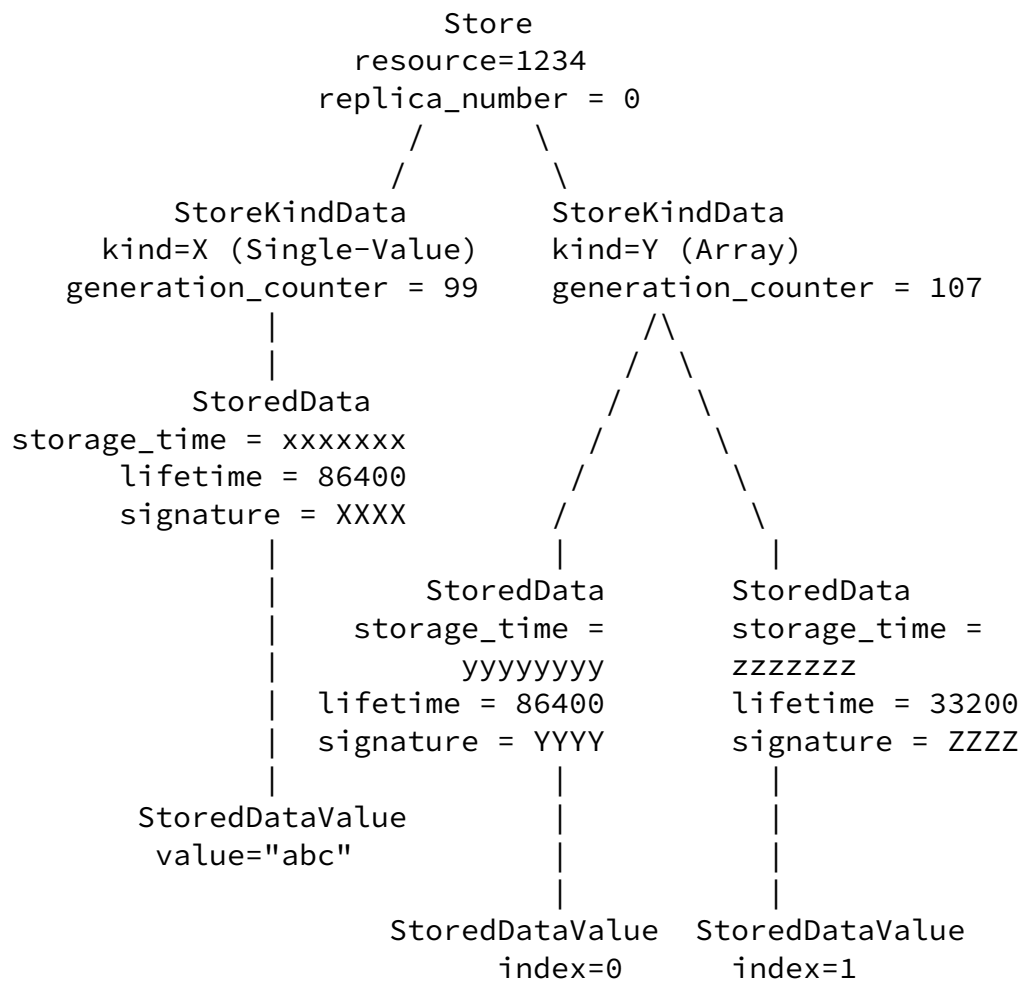 Store
resource=1234
replica_number = 0
StoreKindData StoreKindData
kind=X (Single-Value) kind=Y (Array)
generation_counter = 99 generation_counter = 107
StoredData
storage_time = xxxxxxx
lifetime = 86400
signature = XXXX
StoredData StoredData
storage_time = storage_time =
yyyyyyyy zzzzzzz
lifetime = 86400 lifetime = 33200
signature = YYYY signature = ZZZZ
StoredDataValue
value="abc"
StoredDataValue StoredDataValue
index=0 index=1